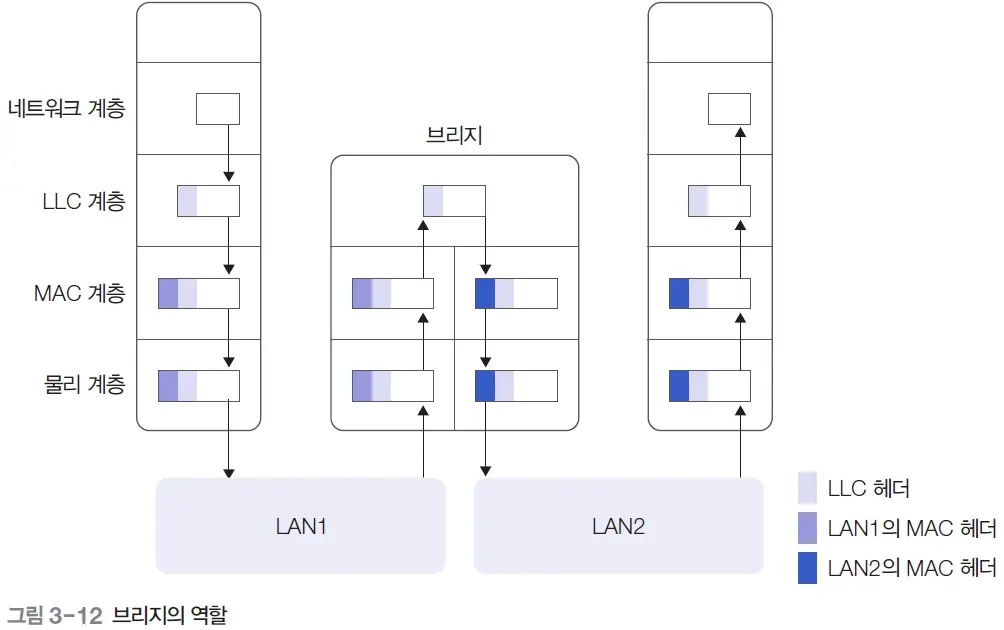 브리지
네트워크 계층
LLC 계층
MAC 계층
물리 계층
LAN1
LAN2
LLC 헤더
LAN1의 MAC 헤더
LAN2의 MAC 헤더
그림 3-12 브리지의 역할